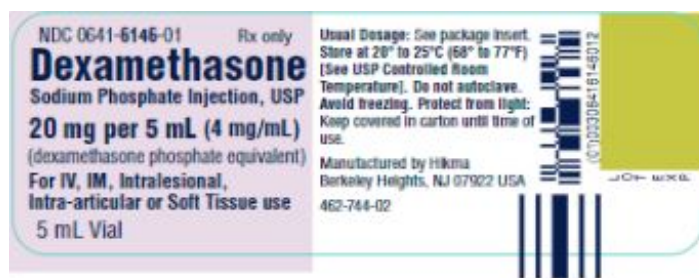 NDC 0641-6146-01 Rx only
Dexamethasone
Sodium Phosphate Injection, USP
20 mg per 5 mL (4 mg/mL)
(dexamethasone phosphate equivalent)
For IV, IM, Intralesional,
Intra-articular or Soft Tissue use
5 mL Vial
Usual Dosage: See package insert.
Store at 20° to 25°C (68° to 77°F)
[See USP Controlled Room
Temperature]. Do not autoclave.
Avoid freezing. Protect from light:
Keep covered in carton until time of
use.
Manufactured by Hikma
Berkeley Heights, NJ 07922 USA
462-744-02
(01)00306416146012
LOT EXP